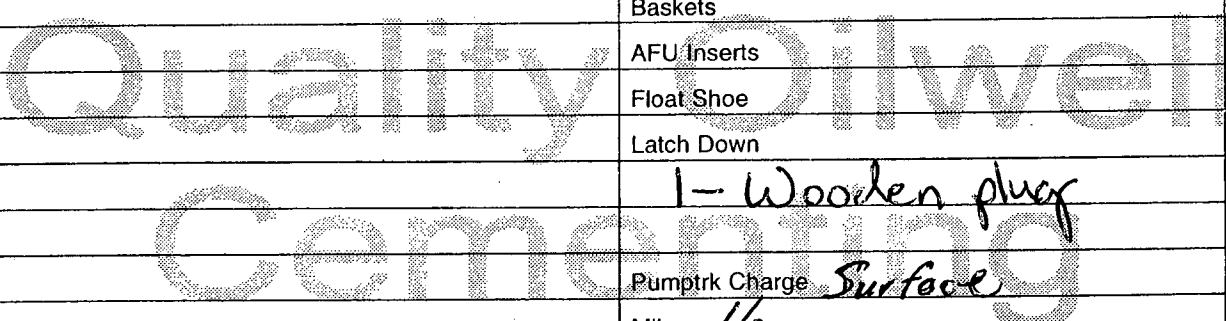 Baskets
Quality Oilwell
AFU Inserts
Float Shoe
Latch Down
1- Wooden plug
Cementing
Pumptrk Charge Surface